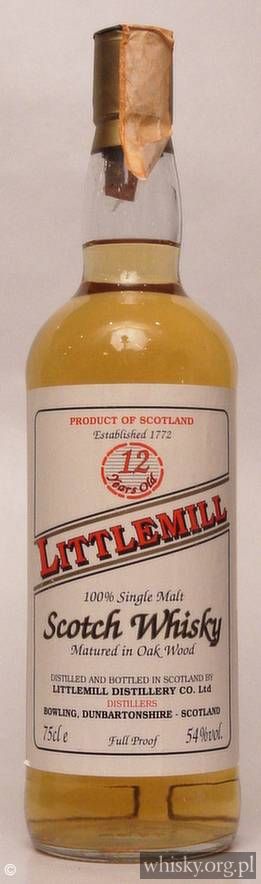 PRODUCT OF SCOTLAND
Established 1772
12
Years Old
LITTLEMILL
100% Single Malt
Scotch Whisky
Matured in Oak Wood
DISTILLED AND BOTTLED IN SCOTLAND BY
LITTLEMILL DISTILLERY CO. Ltd
DISTILLERS
BOWLING, DUNBARTONSHIRE - SCOTLAND
75cl e Full Proof 54%vol.
© whisky.org.pl